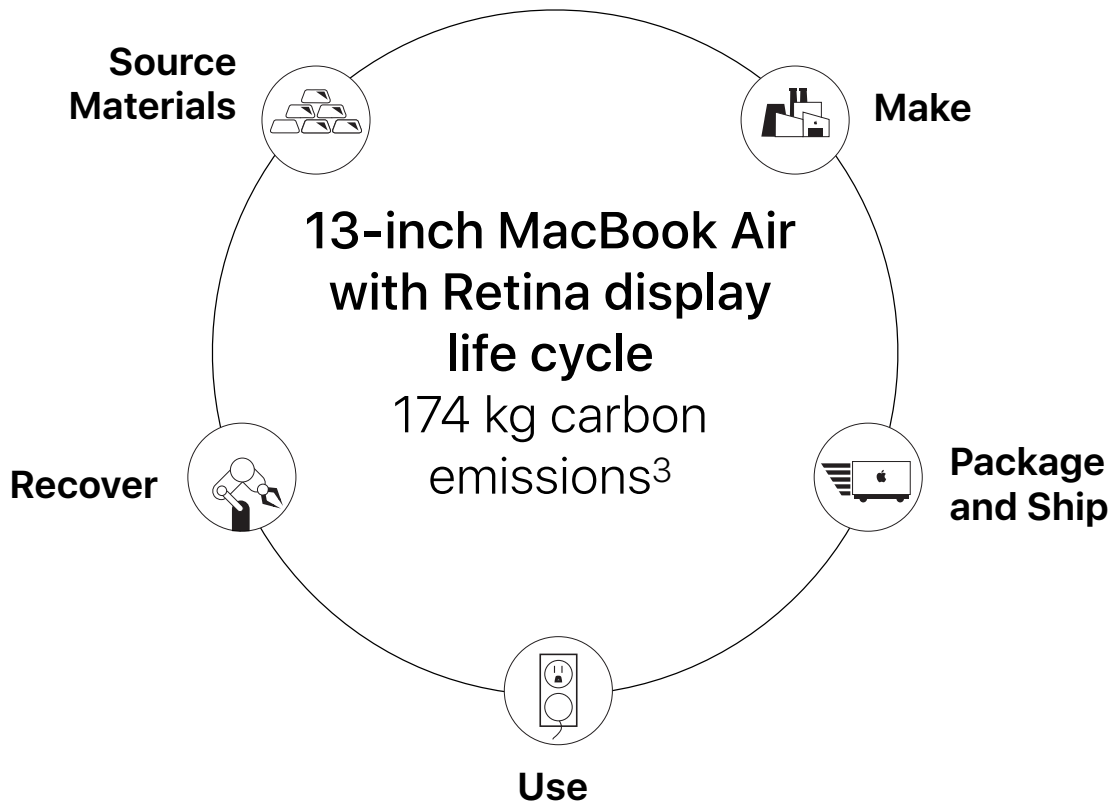 Source
Materials
Make
13-inch MacBook Air
with Retina display
life cycle
174 kg carbon
emissions³
Recover
Package
and Ship
Use